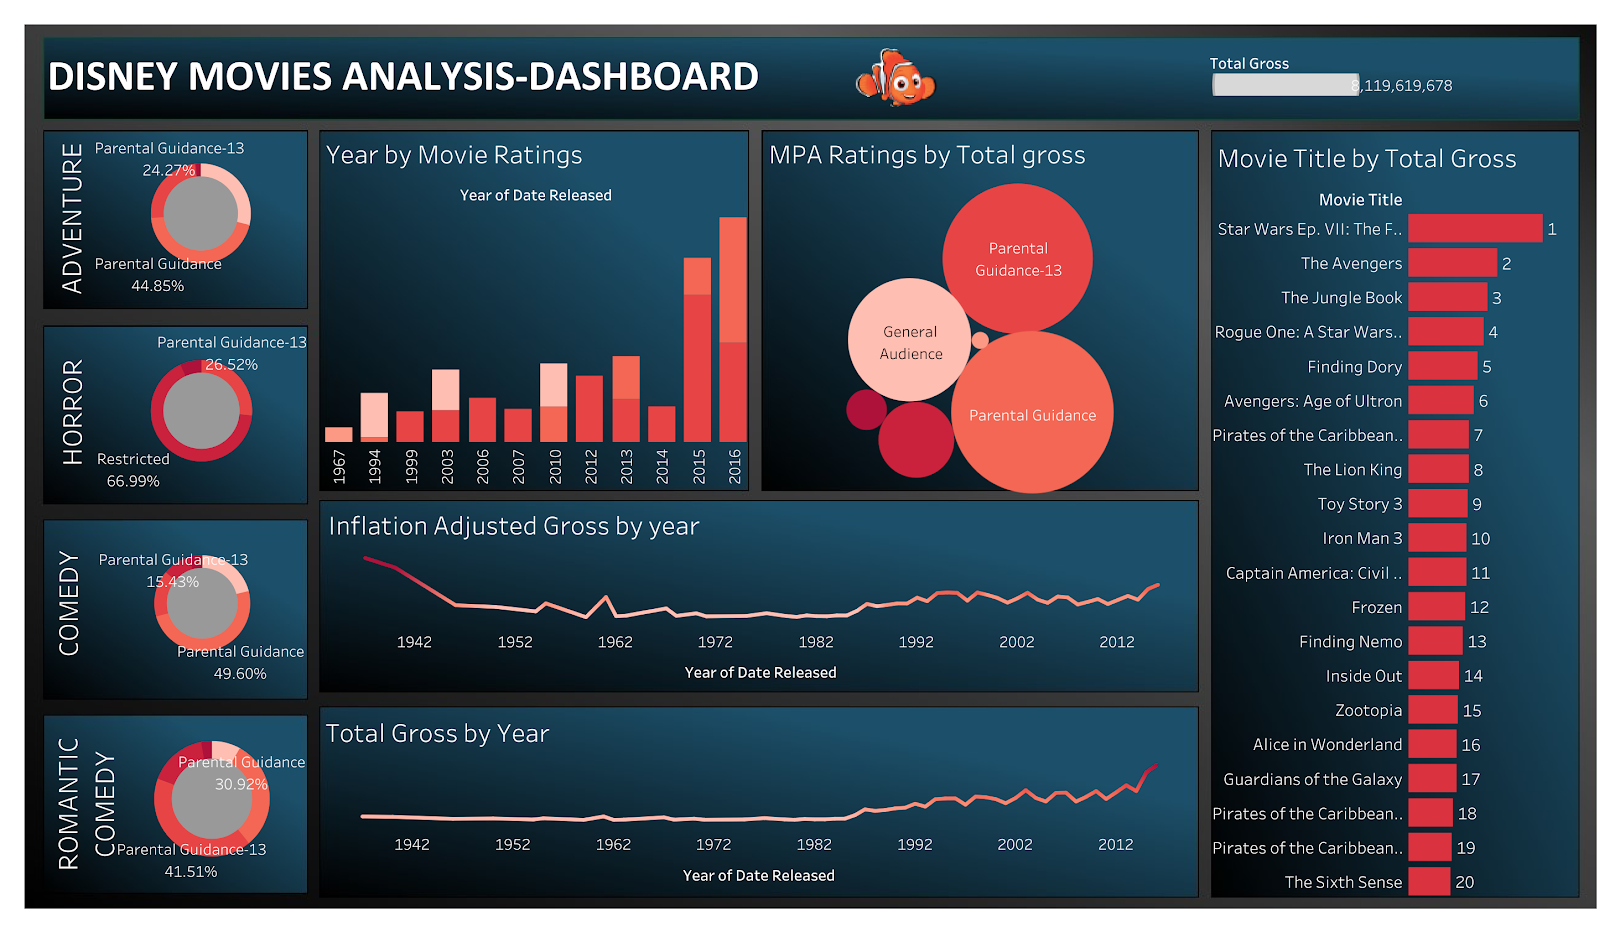 DISNEY MOVIES ANALYSIS-DASHBOARD
Total Gross
8,119,619,678
ADVENTURE
Parental Guidance-13
24.27%
Parental Guidance
44.85%
HORROR
Parental Guidance-13
26.52%
Restricted
66.99%
COMEDY
Parental Guidance-13
15.43%
Parental Guidance
49.60%
ROMANTIC
COMEDY
Parental Guidance
30.92%
Parental Guidance-13
41.51%
Year by Movie Ratings
Year of Date Released
1967 1994 1999 2003 2006 2007 2010 2012 2013 2014 2015 2016
MPA Ratings by Total gross
Parental
Guidance-13
General
Audience
Parental Guidance
Inflation Adjusted Gross by year
1942 1952 1962 1972 1982 1992 2002 2012
Year of Date Released
Total Gross by Year
1942 1952 1962 1972 1982 1992 2002 2012
Year of Date Released
Movie Title by Total Gross
Movie Title
Star Wars Ep. VII: The F.. 1
The Avengers 2
The Jungle Book 3
Rogue One: A Star Wars.. 4
Finding Dory 5
Avengers: Age of Ultron 6
Pirates of the Caribbean.. 7
The Lion King 8
Toy Story 3 9
Iron Man 3 10
Captain America: Civil .. 11
Frozen 12
Finding Nemo 13
Inside Out 14
Zootopia 15
Alice in Wonderland 16
Guardians of the Galaxy 17
Pirates of the Caribbean.. 18
Pirates of the Caribbean.. 19
The Sixth Sense 20